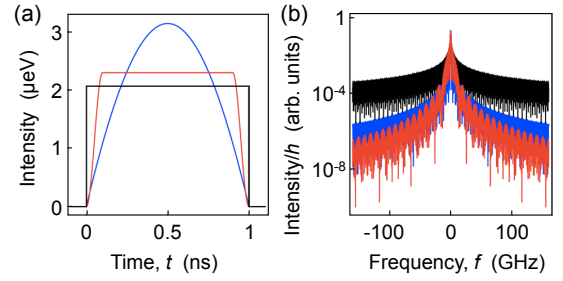 (a)
Intensity (μeV)
3
2
1
0
0
0.5
1
Time, t (ns)
(b)
Intensity/h (arb. units)
1
10⁻⁴
10⁻⁸
-100
0
100
Frequency, f (GHz)